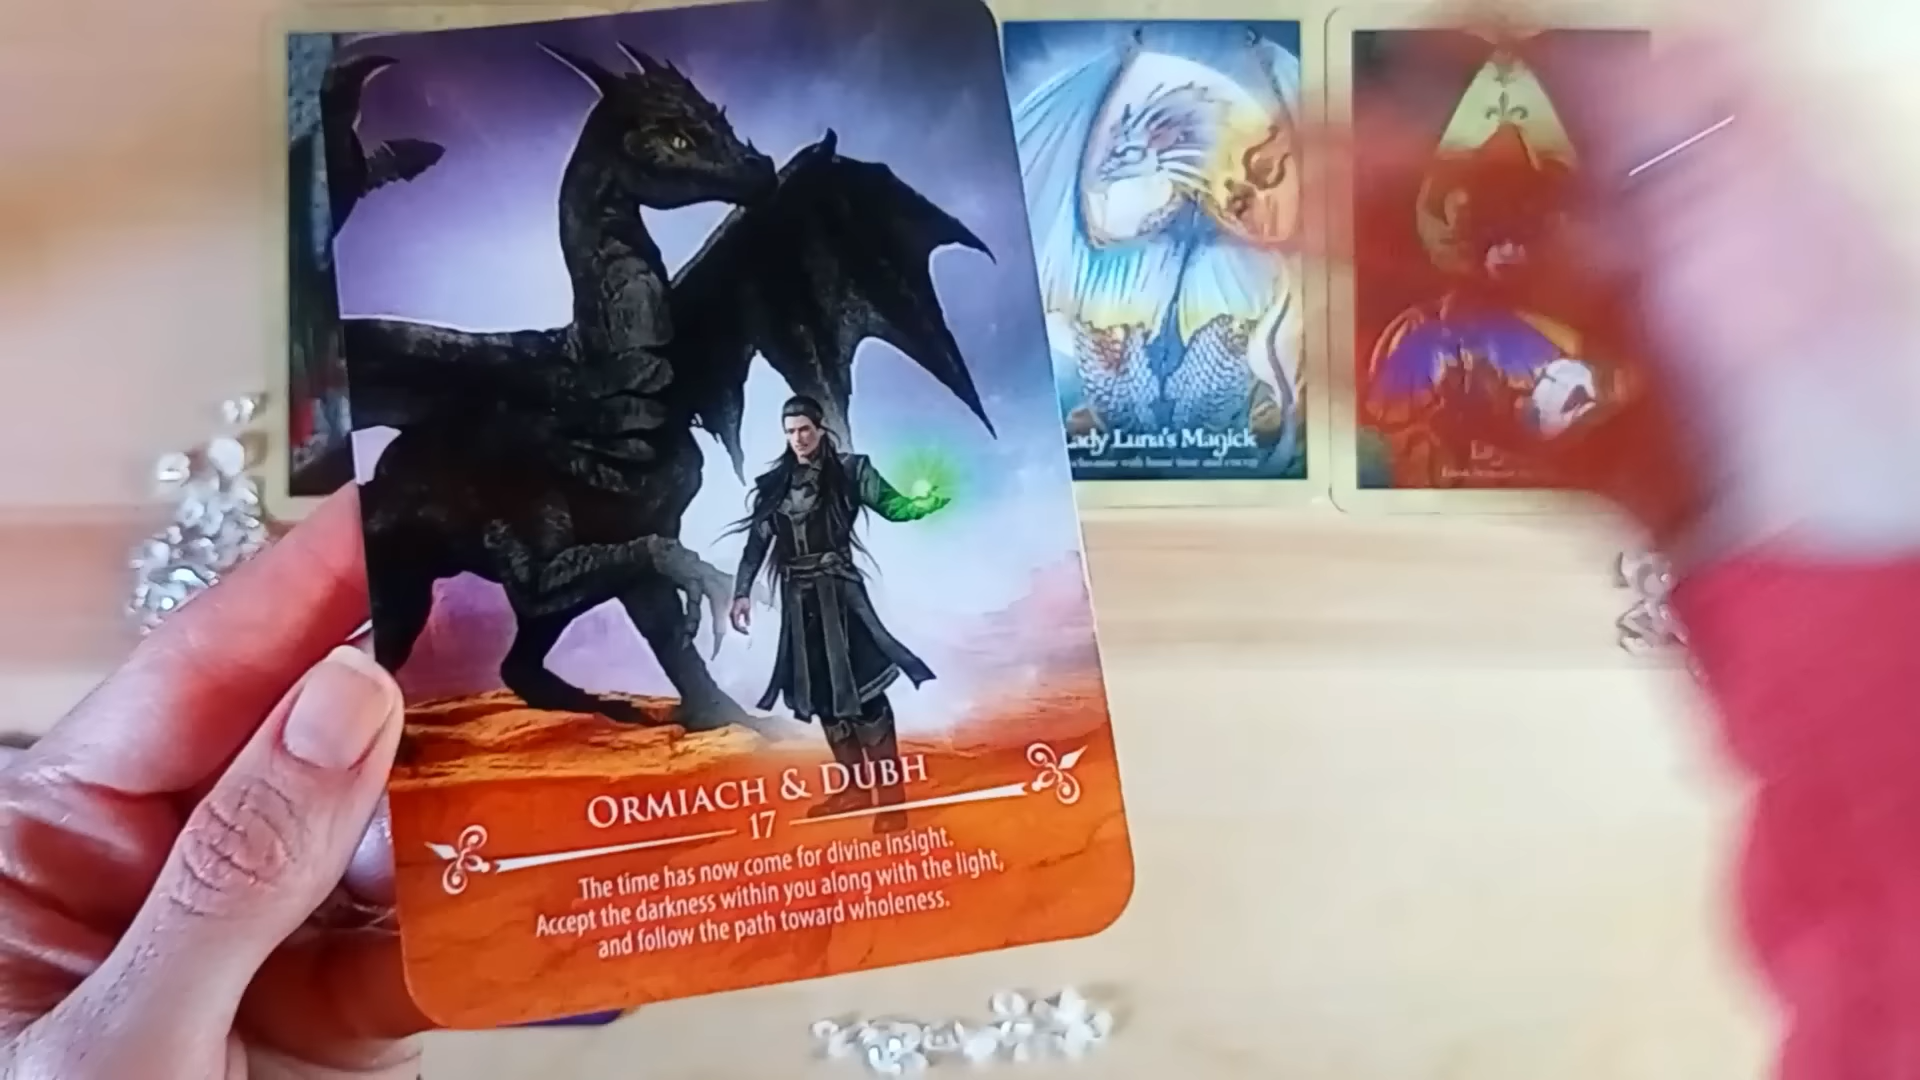 ORMIACH & DUBH
17
The time has now come for divine insight.
Accept the darkness within you along with the light,
and follow the path toward wholeness.
Lady Luna's Magick